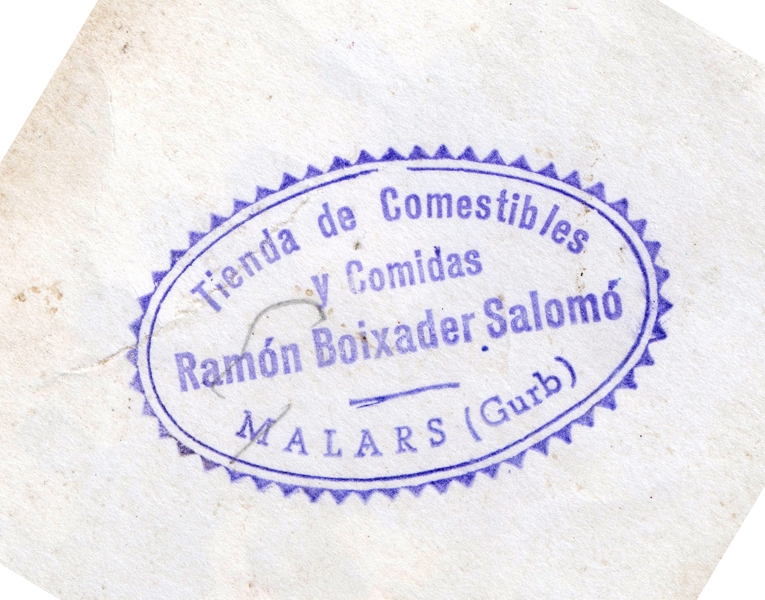 Tienda de Comestibles
y Comidas
Ramón Boixader Salomó
MALARS (Gurb)